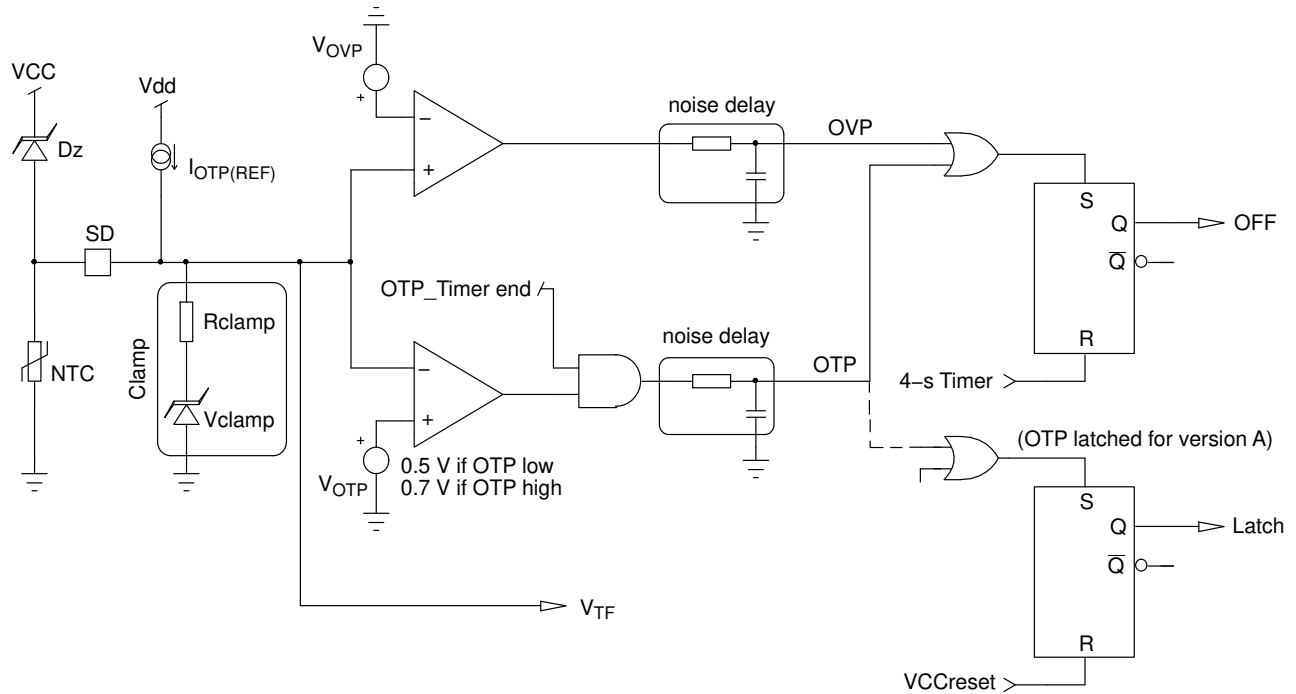 V_OVP
VCC
Vdd
+
−
noise delay
Dz
I_OTP(REF)
OVP
+
S
Q
OFF
SD
Q̅
OTP_Timer end
Rclamp
noise delay
R
Clamp
NTC
−
OTP
4−s Timer
Vclamp
+
+
(OTP latched for version A)
V_OTP
0.5 V if OTP low
0.7 V if OTP high
S
Q
Latch
Q̅
V_TF
R
VCCreset